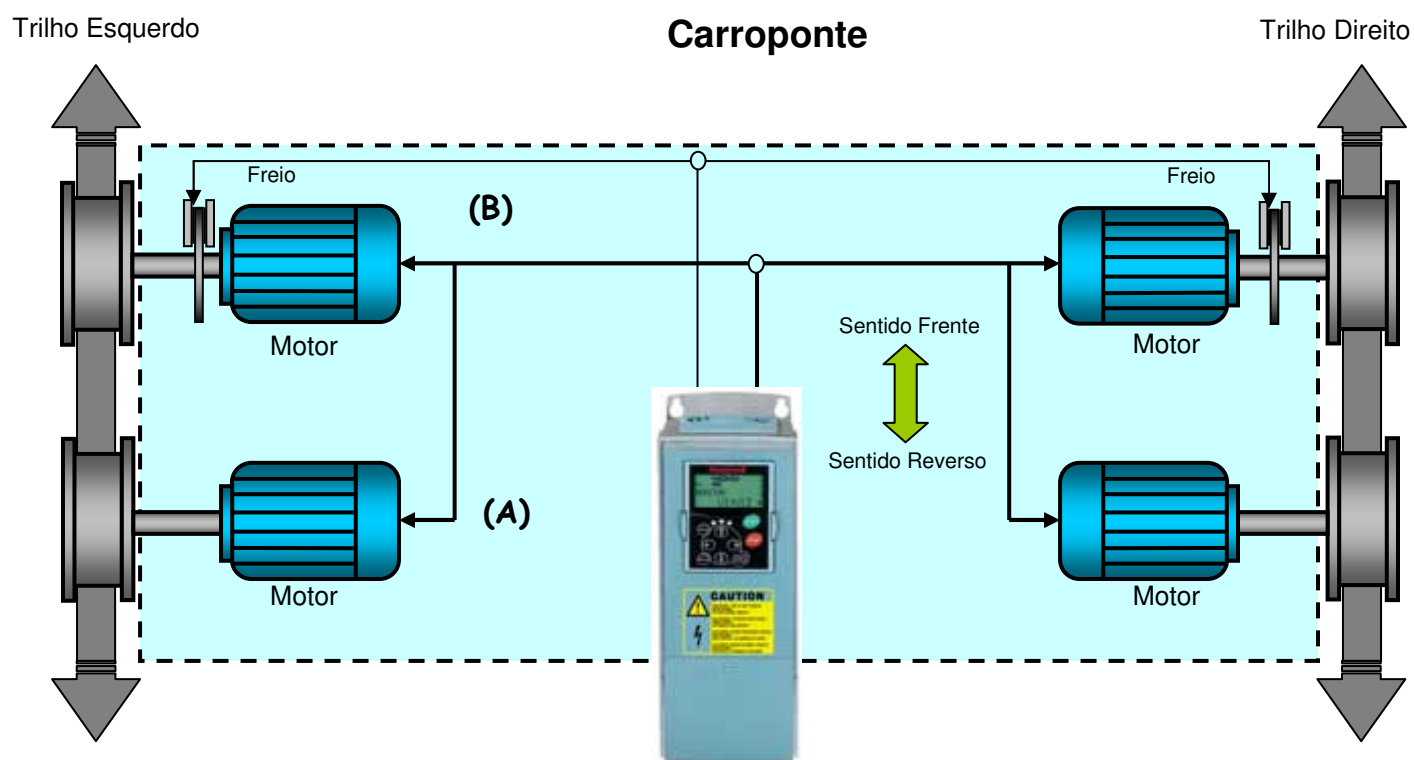 Trilho Esquerdo
Carroponte
Trilho Direito
Freio
Freio
(B)
Motor
Motor
Sentido Frente
Sentido Reverso
(A)
Motor
Motor
CAUTION